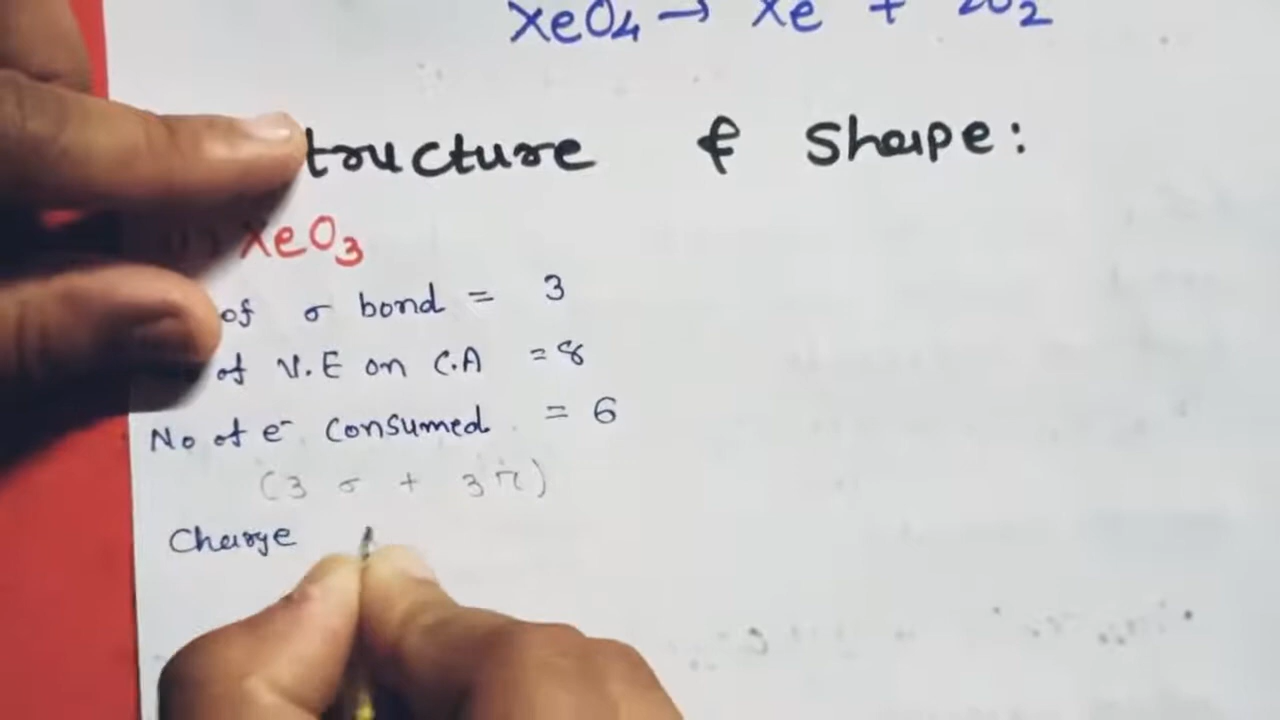 XeO₄ → Xe + 2O₂
tructure & Shape:
XeO₃
of σ bond = 3
of V.E on C.A = 8
No of e⁻ Consumed = 6
(3 σ + 3 π)
Charge